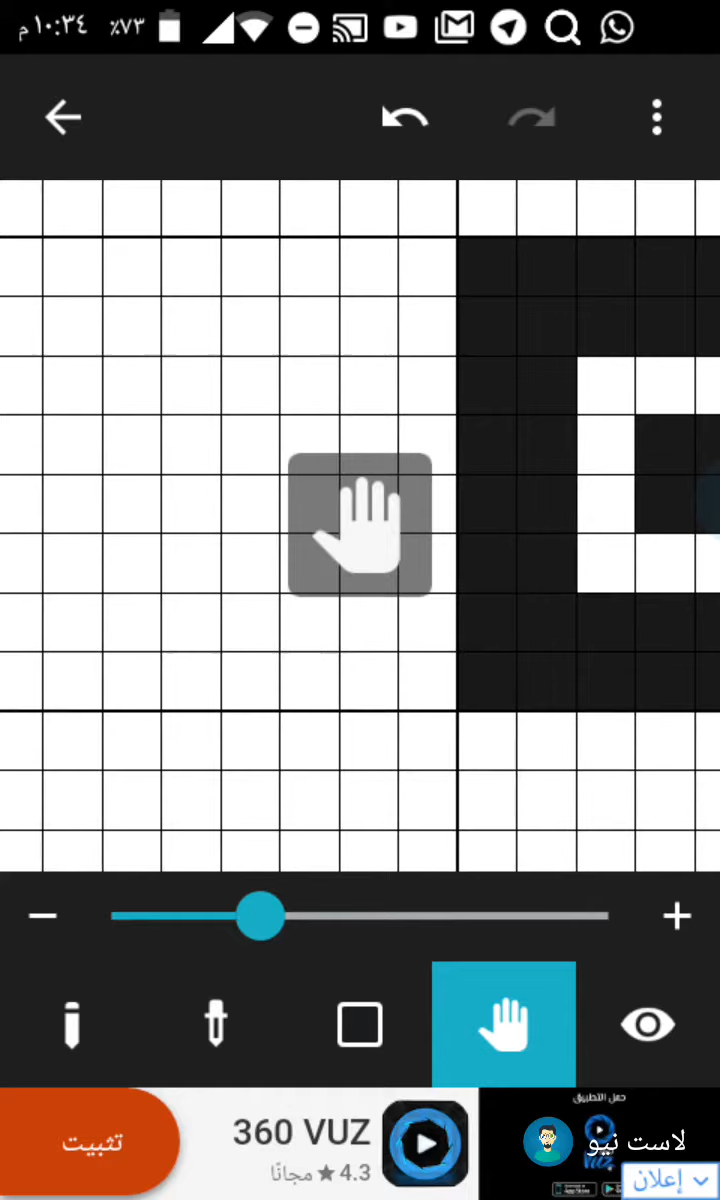 ١٠:٣٤ م ٪٧٣
حمل التطبيق
360 VUZ
4.3 ★ مجانًا
تثبيت
لاست نيو
إعلان